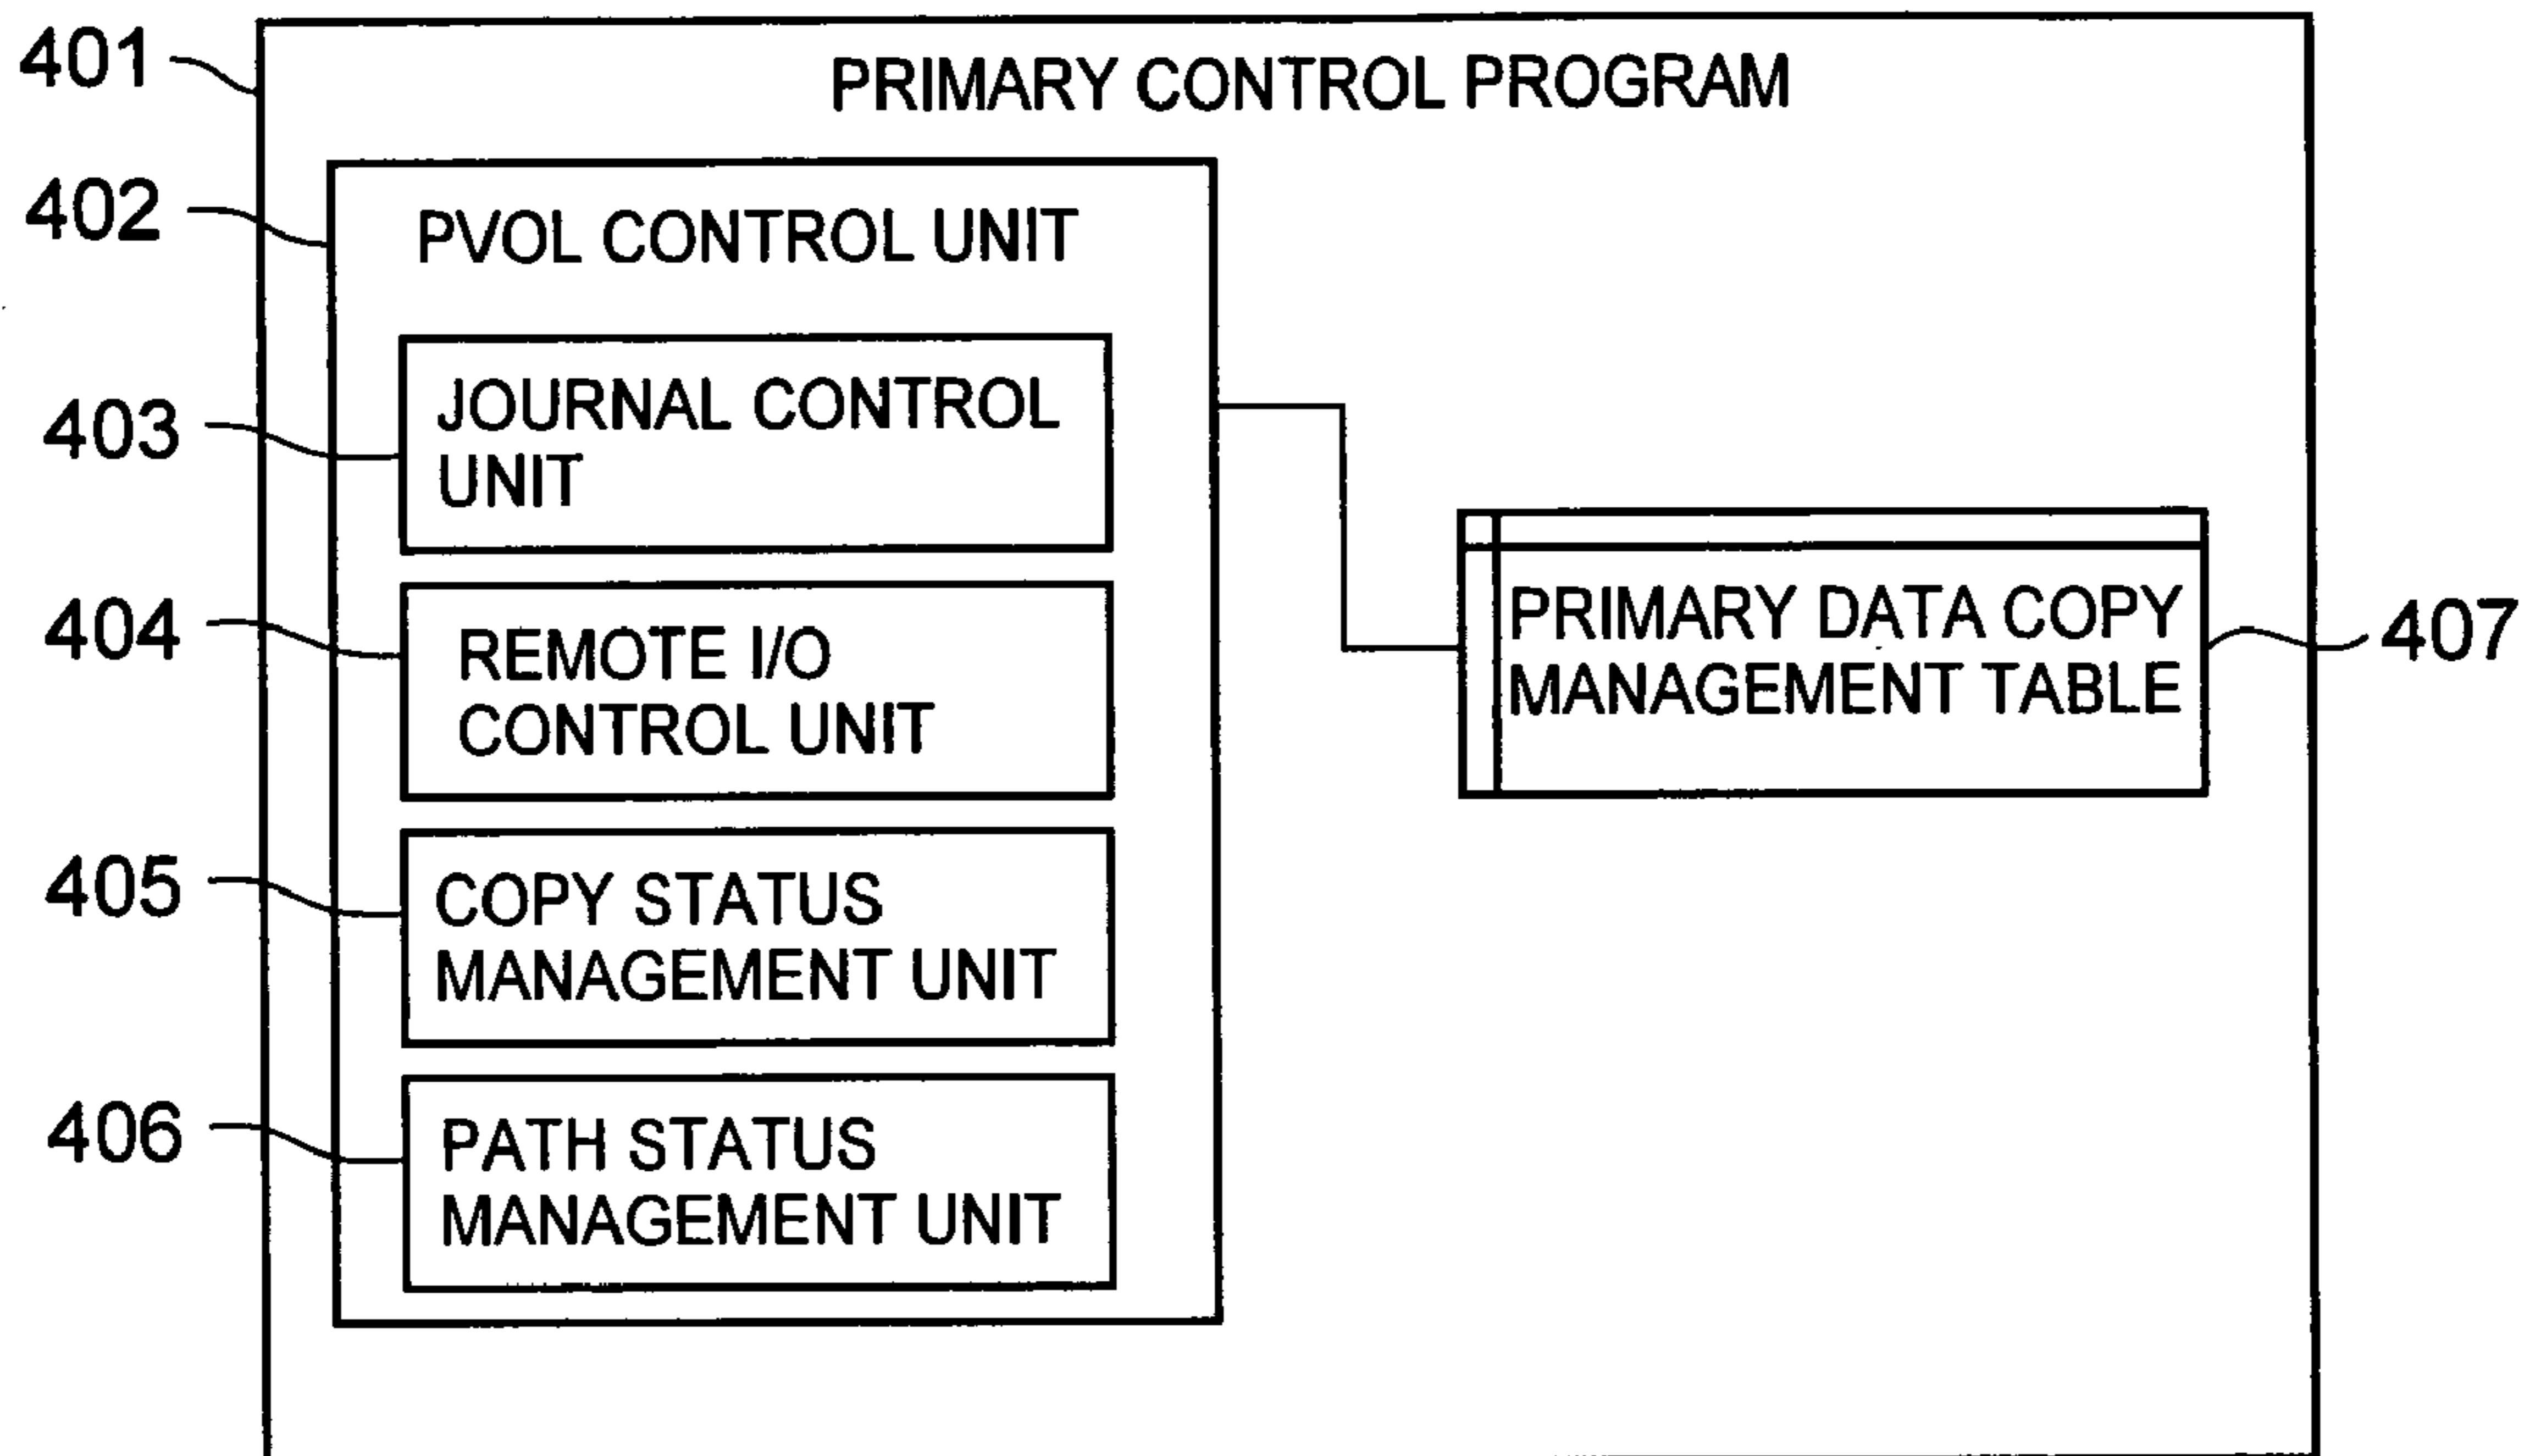 401
PRIMARY CONTROL PROGRAM
402
PVOL CONTROL UNIT
403
JOURNAL CONTROL
UNIT
404
REMOTE I/O
CONTROL UNIT
405
COPY STATUS
MANAGEMENT UNIT
406
PATH STATUS
MANAGEMENT UNIT
PRIMARY DATA COPY
MANAGEMENT TABLE
407